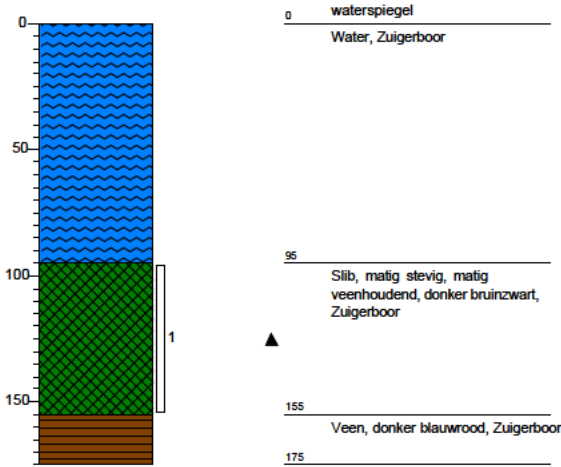 0
waterspiegel
0
Water, Zuigerboor
50
95
100
Slib, matig stevig, matig
veenhoudend, donker bruinzwart,
Zuigerboor
1
150
155
Veen, donker blauwrood, Zuigerboor
175